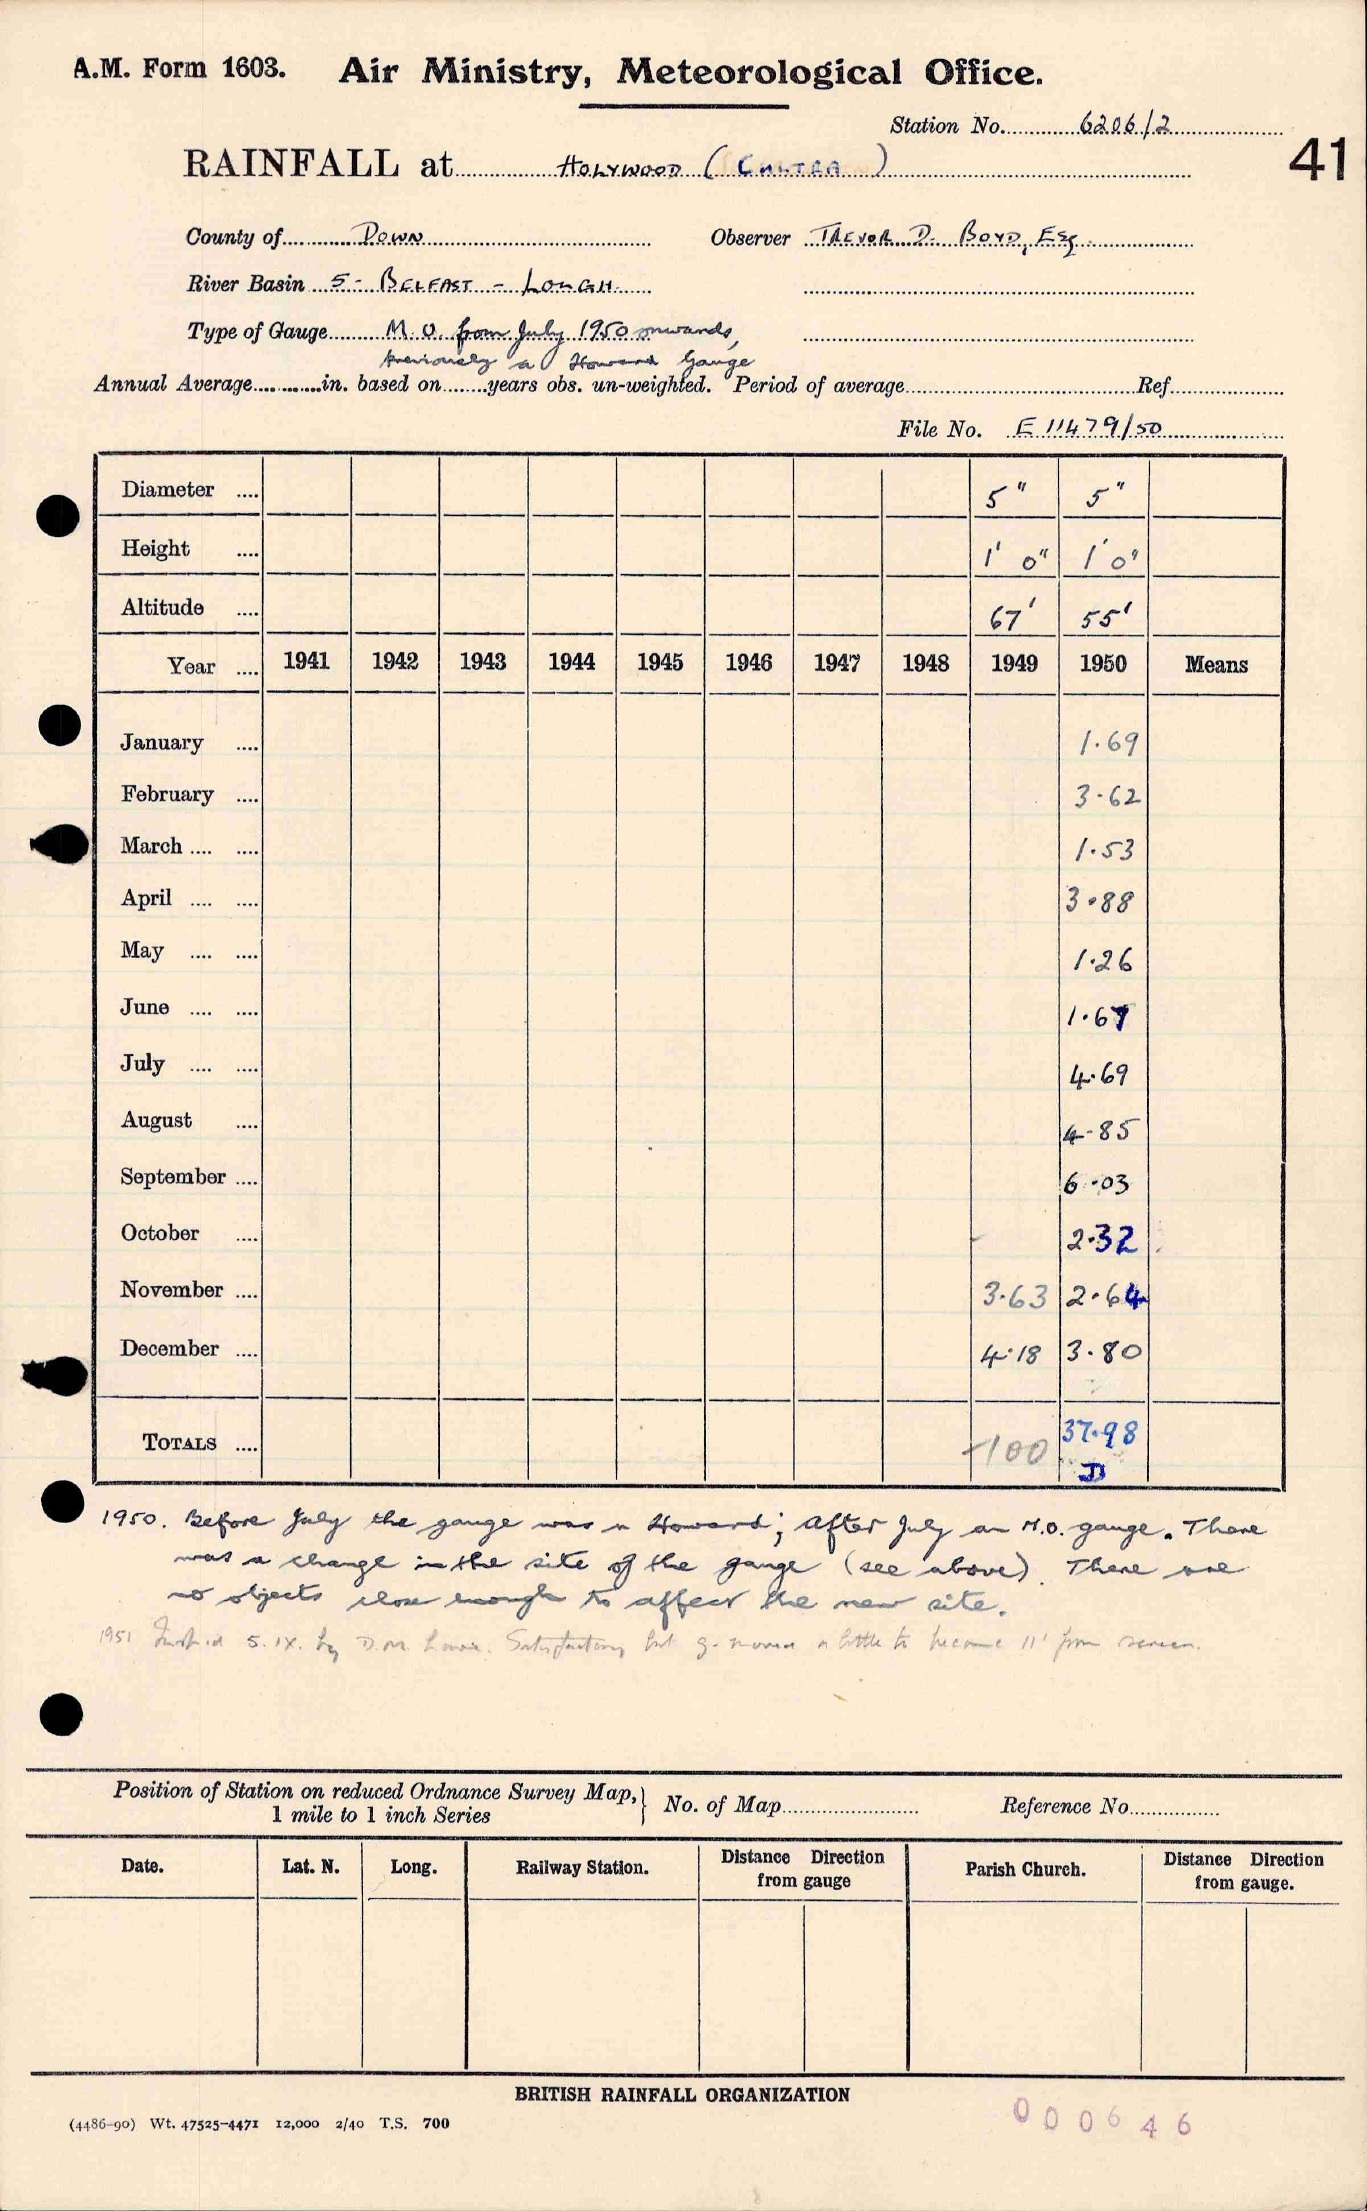 A.M. Form 1603. Air Ministry, Meteorological Office.
Station No. 6206/2
41
RAINFALL at HOLYWOOD (CULTRA)
County of DOWN Observer TREVOR D. BOYD, Esq.
River Basin 5 - BELFAST - LOUGH
Type of Gauge M.O. from July 1950 onwards,
previously a Howard Gauge
Annual Average in. based on years obs. un-weighted. Period of average Ref.
File No. E 11479/50
Diameter .... 5" 5"
Height .... 1' 0" 1' 0"
Altitude .... 67' 55'
Year .... 1941 1942 1943 1944 1945 1946 1947 1948 1949 1950 Means
January .... 1.69
February .... 3.62
March .... .... 1.53
April .... .... 3.88
May .... .... 1.26
June .... .... 1.67
July .... .... 4.69
August .... 4.85
September .... 6.03
October .... - 2.32
November .... 3.63 2.64
December .... 4.18 3.80
TOTALS .... -100 37.98
1950. Before July the gauge was a Howard; after July an M.O. gauge. There
was a change in the site of the gauge (see above). There are
no objects close enough to affect the new site.
1951 Insp'd 5.IX. by D.M. Satisfactory but g. moved a little to become 11' from screen.
Position of Station on reduced Ordnance Survey Map,} No. of Map Reference No.
1 mile to 1 inch Series
Date. Lat. N. Long. Railway Station. Distance Direction from gauge Parish Church. Distance Direction from gauge.
BRITISH RAINFALL ORGANIZATION
(4486-90) Wt. 47525-4471 12,000 2/40 T.S. 700
000646